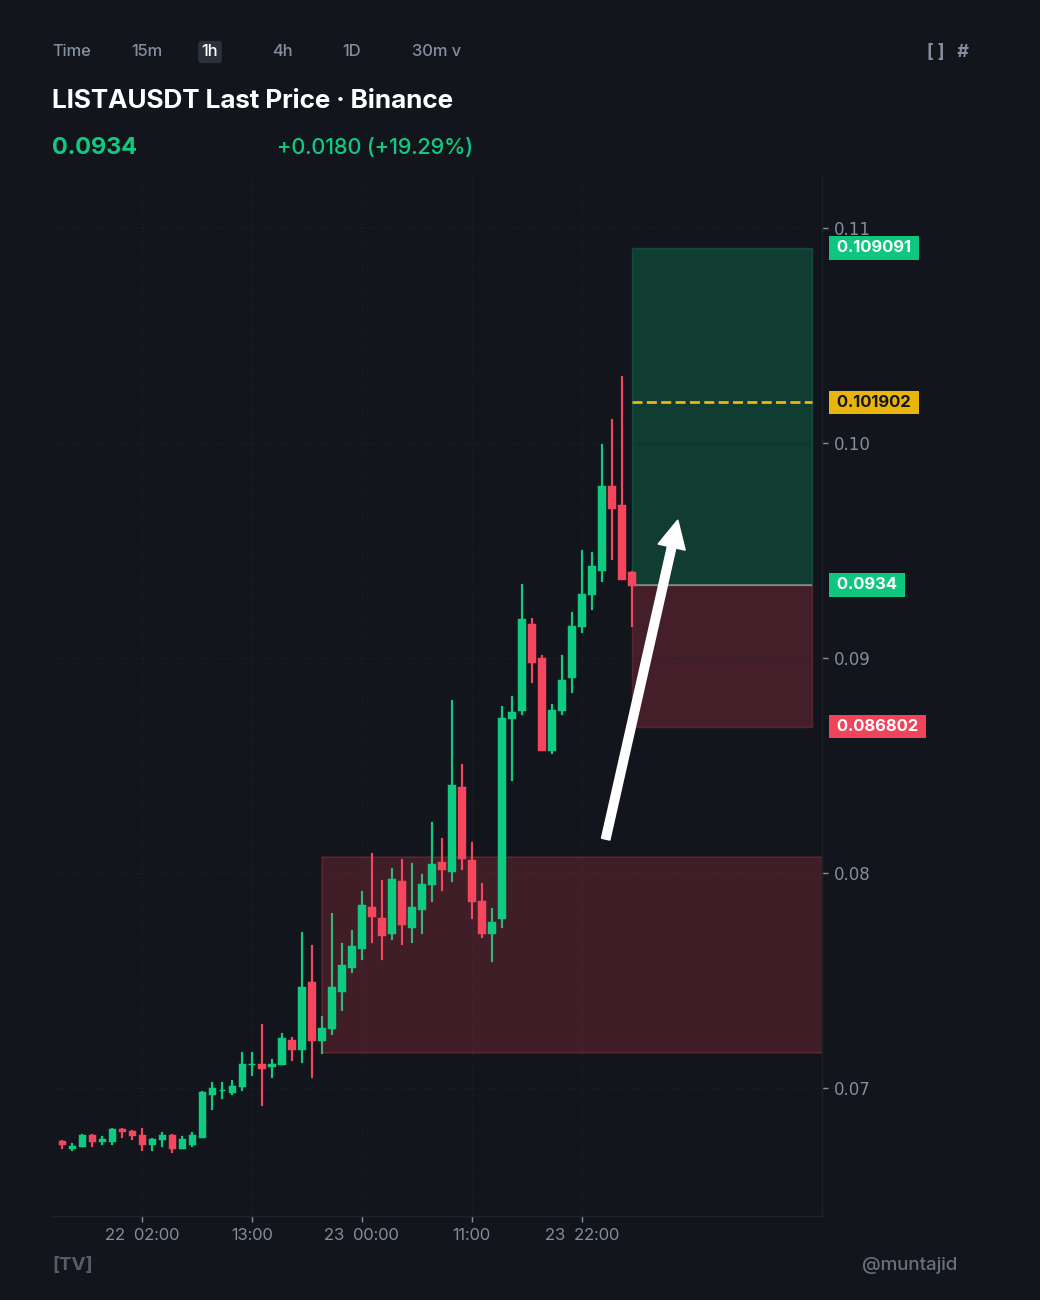 Time 15m 1h 4h 1D 30m v [ ] #
LISTAUSDT Last Price · Binance
0.0934 +0.0180 (+19.29%)
0.11
0.109091
0.101902
0.10
0.0934
0.09
0.086802
0.08
0.07
22 02:00 13:00 23 00:00 11:00 23 22:00
[TV] @muntajid